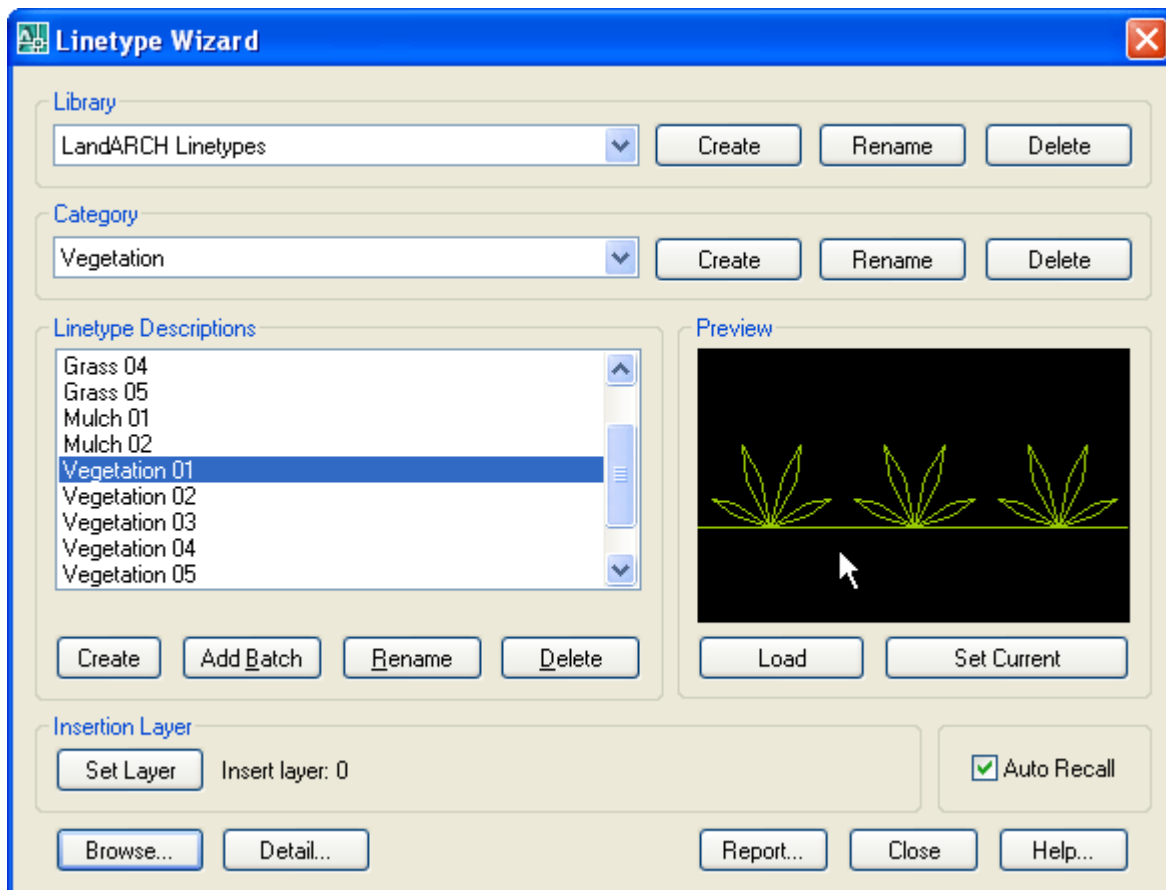 Linetype Wizard
Library
LandARCH Linetypes Create Rename Delete
Category
Vegetation Create Rename Delete
Linetype Descriptions
Grass 04
Grass 05
Mulch 01
Mulch 02
Vegetation 01
Vegetation 02
Vegetation 03
Vegetation 04
Vegetation 05
Create Add Batch Rename Delete
Preview
Load Set Current
Insertion Layer
Set Layer Insert layer: 0
Auto Recall
Browse... Detail... Report... Close Help...